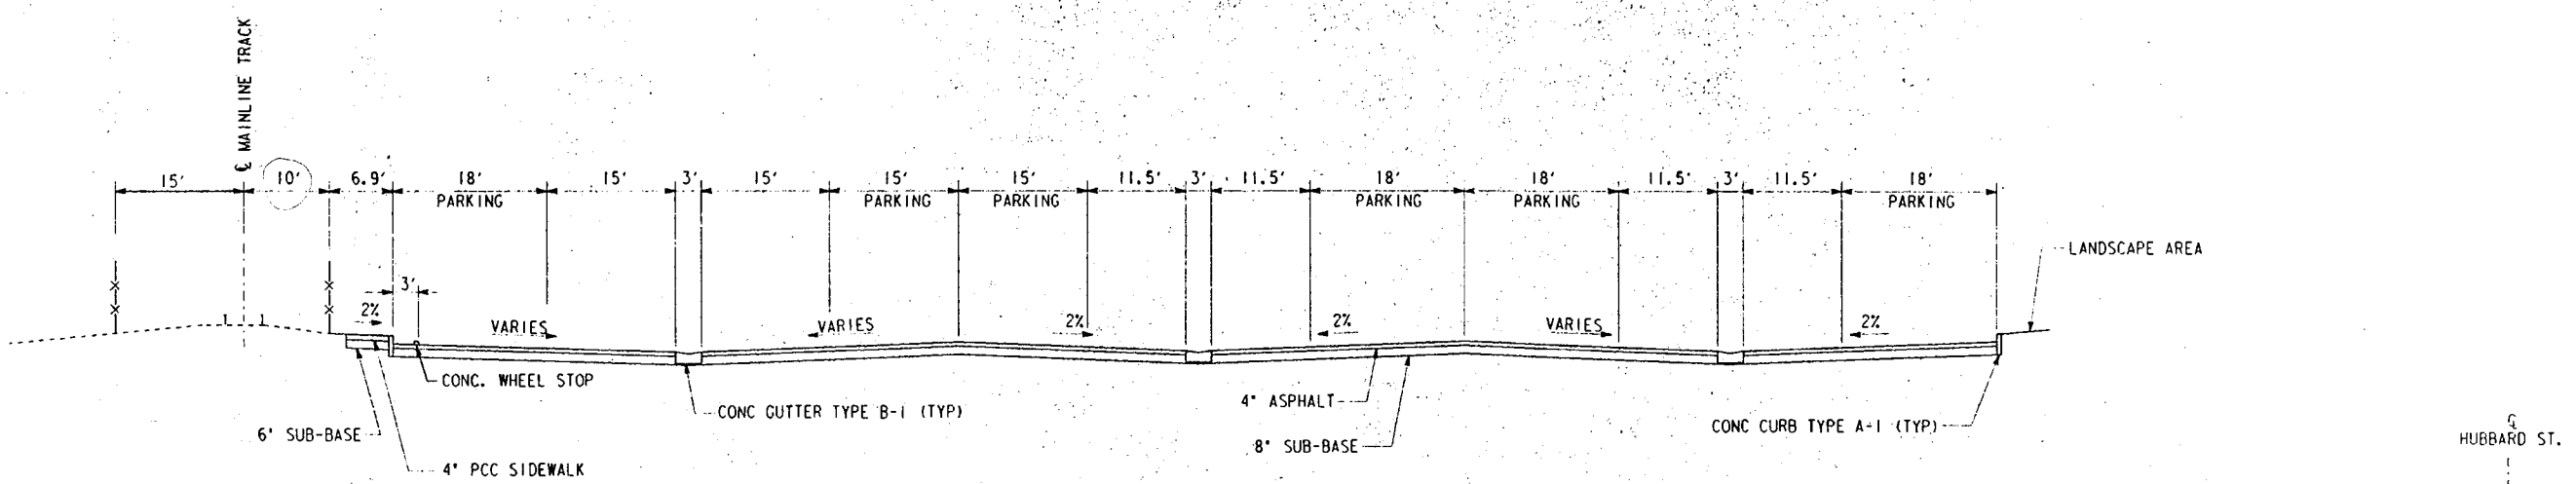 ℄ MAINLINE TRACK
15' 10' 6.9' 18' 15' 3' 15' 15' 15' 11.5' 3' 11.5' 18' 18' 11.5' 3' 11.5' 18'
PARKING PARKING PARKING PARKING PARKING PARKING
LANDSCAPE AREA
3'
2% VARIES VARIES 2% 2% VARIES 2%
CONC. WHEEL STOP
CONC GUTTER TYPE B-1 (TYP)
4" ASPHALT
CONC CURB TYPE A-1 (TYP)
6" SUB-BASE
8" SUB-BASE
4" PCC SIDEWALK
℄
HUBBARD ST.